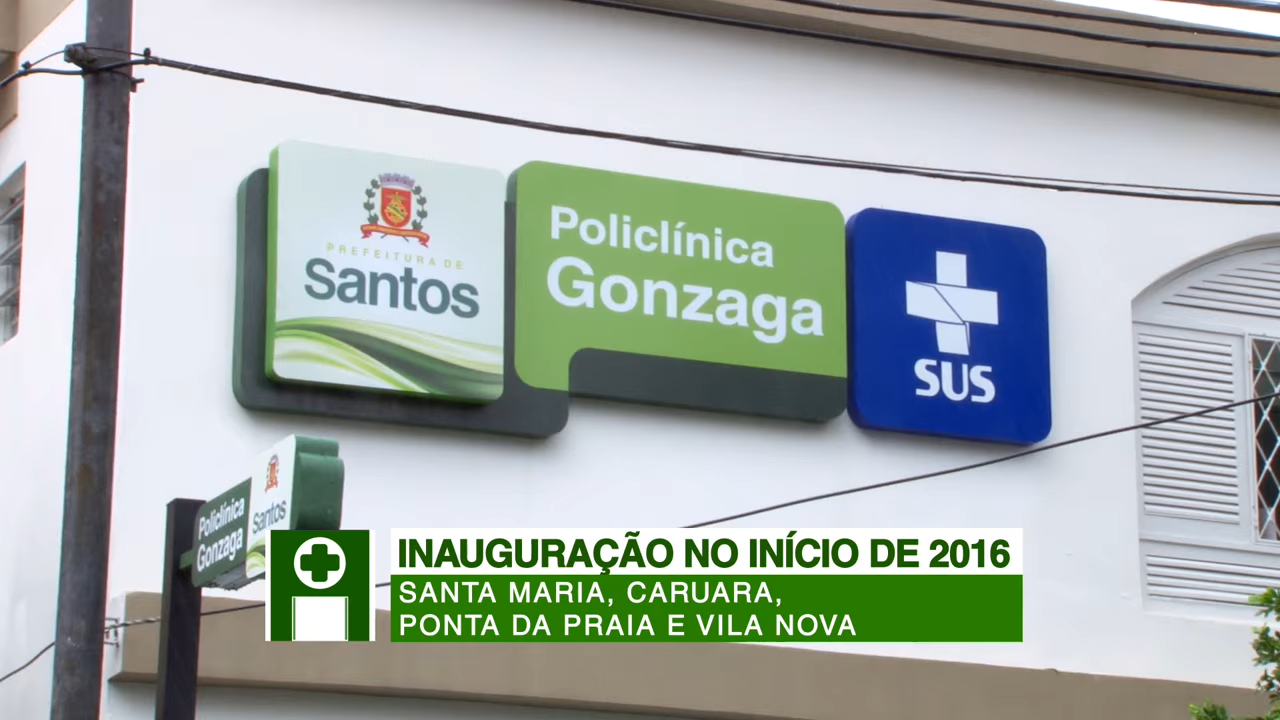 PREFEITURA DE
Santos
Policlínica
Gonzaga
SUS
Policlínica
Gonzaga
Santos
INAUGURAÇÃO NO INÍCIO DE 2016
SANTA MARIA, CARUARA,
PONTA DA PRAIA E VILA NOVA